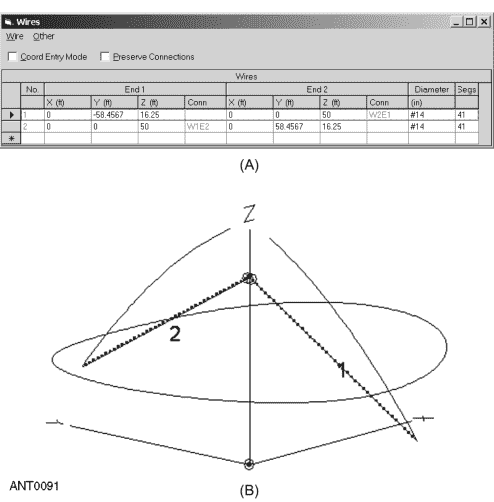 Wires
Wire Other
Coord Entry Mode Preserve Connections
Wires
No. End 1 End 2 Diameter Segs
X (ft) Y (ft) Z (ft) Conn X (ft) Y (ft) Z (ft) Conn (in)
1 0 -58.4567 16.25 0 0 50 W2E1 #14 41
2 0 0 50 W1E2 0 58.4567 16.25 #14 41
*
(A)
Z
2
1
ANT0091
(B)